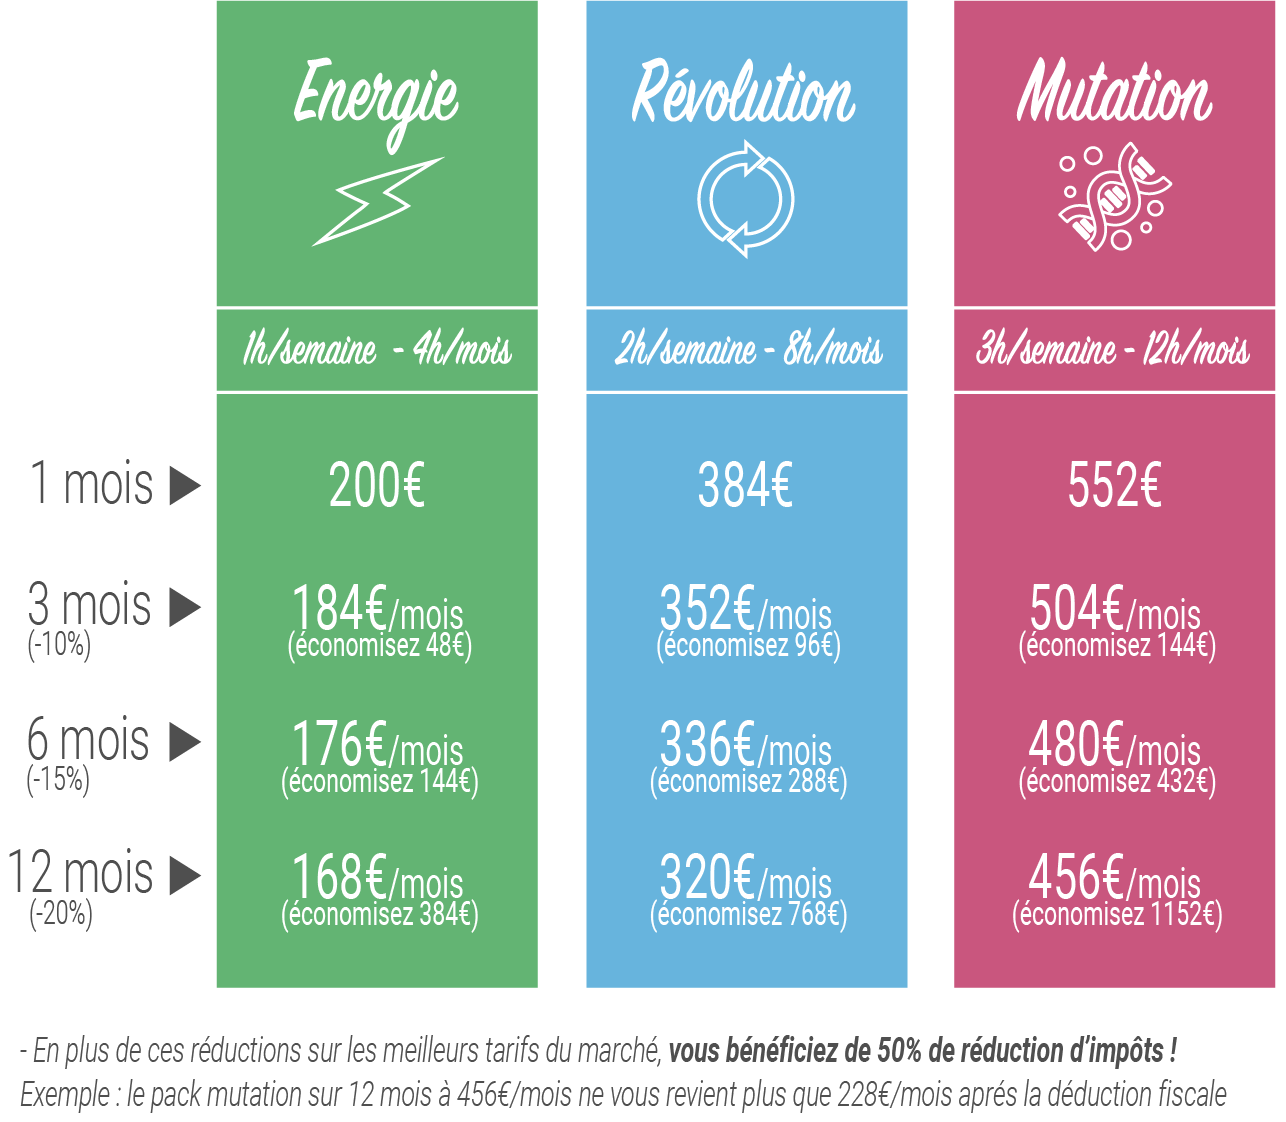 Energie
Révolution
Mutation
1h/semaine - 4h/mois
2h/semaine - 8h/mois
3h/semaine - 12h/mois
1 mois
200€
384€
552€
3 mois
(-10%)
184€/mois
(économisez 48€)
352€/mois
(économisez 96€)
504€/mois
(économisez 144€)
6 mois
(-15%)
176€/mois
(économisez 144€)
336€/mois
(économisez 288€)
480€/mois
(économisez 432€)
12 mois
(-20%)
168€/mois
(économisez 384€)
320€/mois
(économisez 768€)
456€/mois
(économisez 1152€)
- En plus de ces réductions sur les meilleurs tarifs du marché, vous bénéficiez de 50% de réduction d'impôts !
Exemple : le pack mutation sur 12 mois à 456€/mois ne vous revient plus que 228€/mois aprés la déduction fiscale